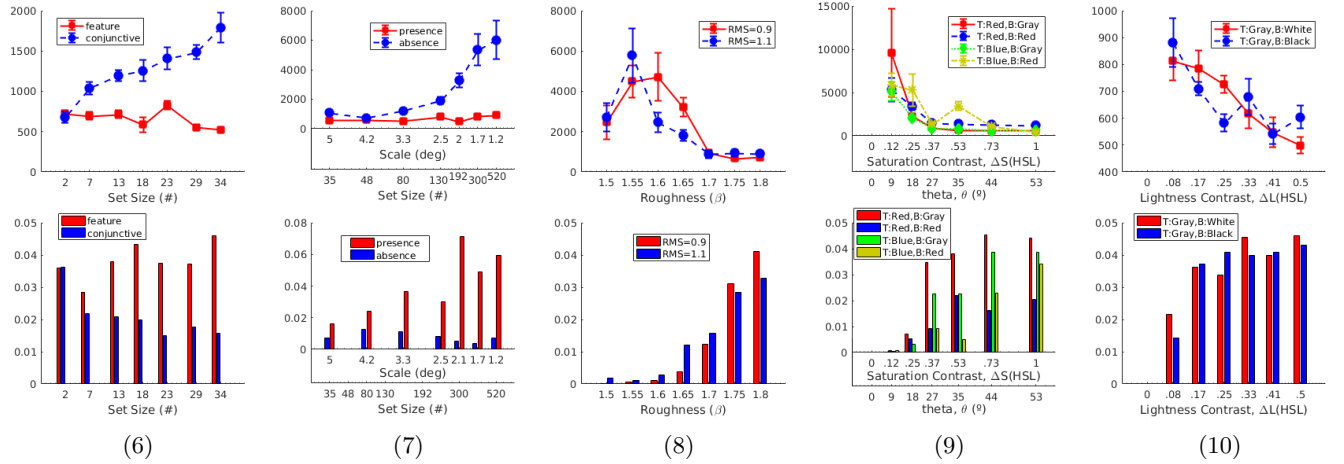 2000
1500
1000
500
0
feature
conjunctive
2 7 13 18 23 29 34
Set Size (#)
8000
6000
4000
2000
0
presence
absence
5 4.2 3.3 2.5 2 1.7 1.2
Scale (deg)
35 48 80 130 192 300 520
Set Size (#)
8000
6000
4000
2000
0
RMS=0.9
RMS=1.1
1.5 1.55 1.6 1.65 1.7 1.75 1.8
Roughness (β)
15000
10000
5000
0
T:Red,B:Gray
T:Red,B:Red
T:Blue,B:Gray
T:Blue,B:Red
0 .12 .25 .37 .53 .73 1
Saturation Contrast, ΔS(HSL)
0 9 18 27 35 44 53
theta, θ (º)
1000
900
800
700
600
500
400
T:Gray,B:White
T:Gray,B:Black
0 .08 .17 .25 .33 .41 0.5
Lightness Contrast, ΔL(HSL)
0.05
0.04
0.03
0.02
0.01
0
feature
conjunctive
2 7 13 18 23 29 34
Set Size (#)
0.08
0.06
0.04
0.02
0
presence
absence
5 4.2 3.3 2.5 2.1 1.7 1.2
Scale (deg)
35 48 80 130 192 300 520
Set Size (#)
0.05
0.04
0.03
0.02
0.01
0
RMS=0.9
RMS=1.1
1.5 1.55 1.6 1.65 1.7 1.75 1.8
Roughness (β)
0.05
0.04
0.03
0.02
0.01
0
T:Red,B:Gray
T:Red,B:Red
T:Blue,B:Gray
T:Blue,B:Red
0 .12 .25 .37 .53 .73 1
Saturation Contrast, ΔS(HSL)
0 9 18 27 35 44 53
theta, θ (º)
0.05
0.04
0.03
0.02
0.01
0
T:Gray,B:White
T:Gray,B:Black
0 .08 .17 .25 .33 .41 .5
Lightness Contrast, ΔL(HSL)
(6) (7) (8) (9) (10)